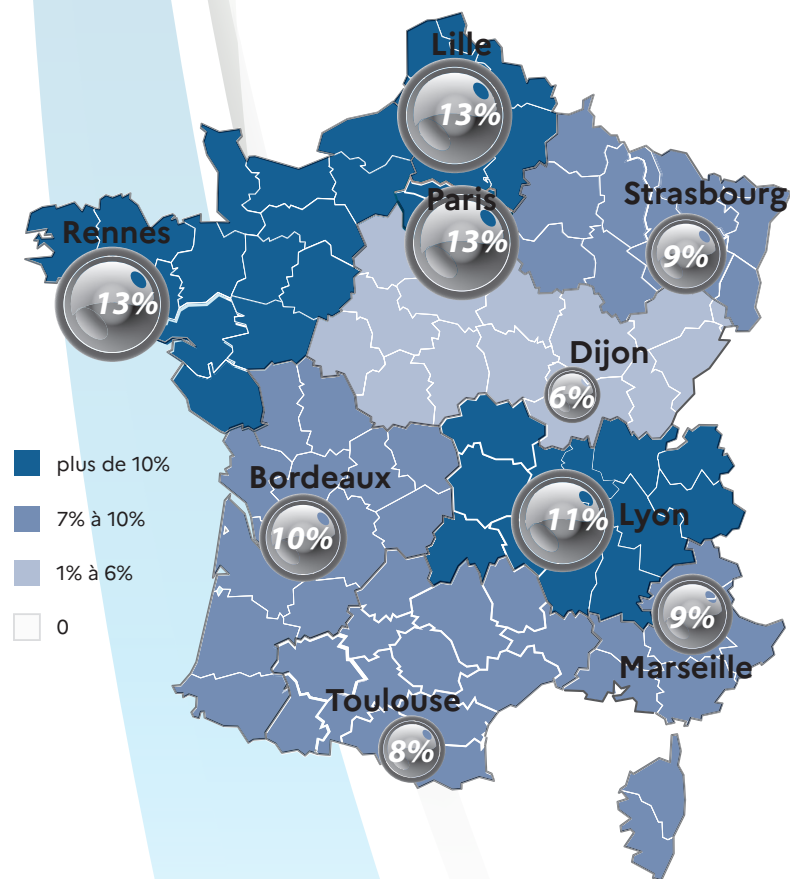 Lille
13%
Paris
13%
Strasbourg
9%
Rennes
13%
Dijon
6%
plus de 10%
7% à 10%
1% à 6%
0
Bordeaux
10%
11%
Lyon
9%
Marseille
Toulouse
8%